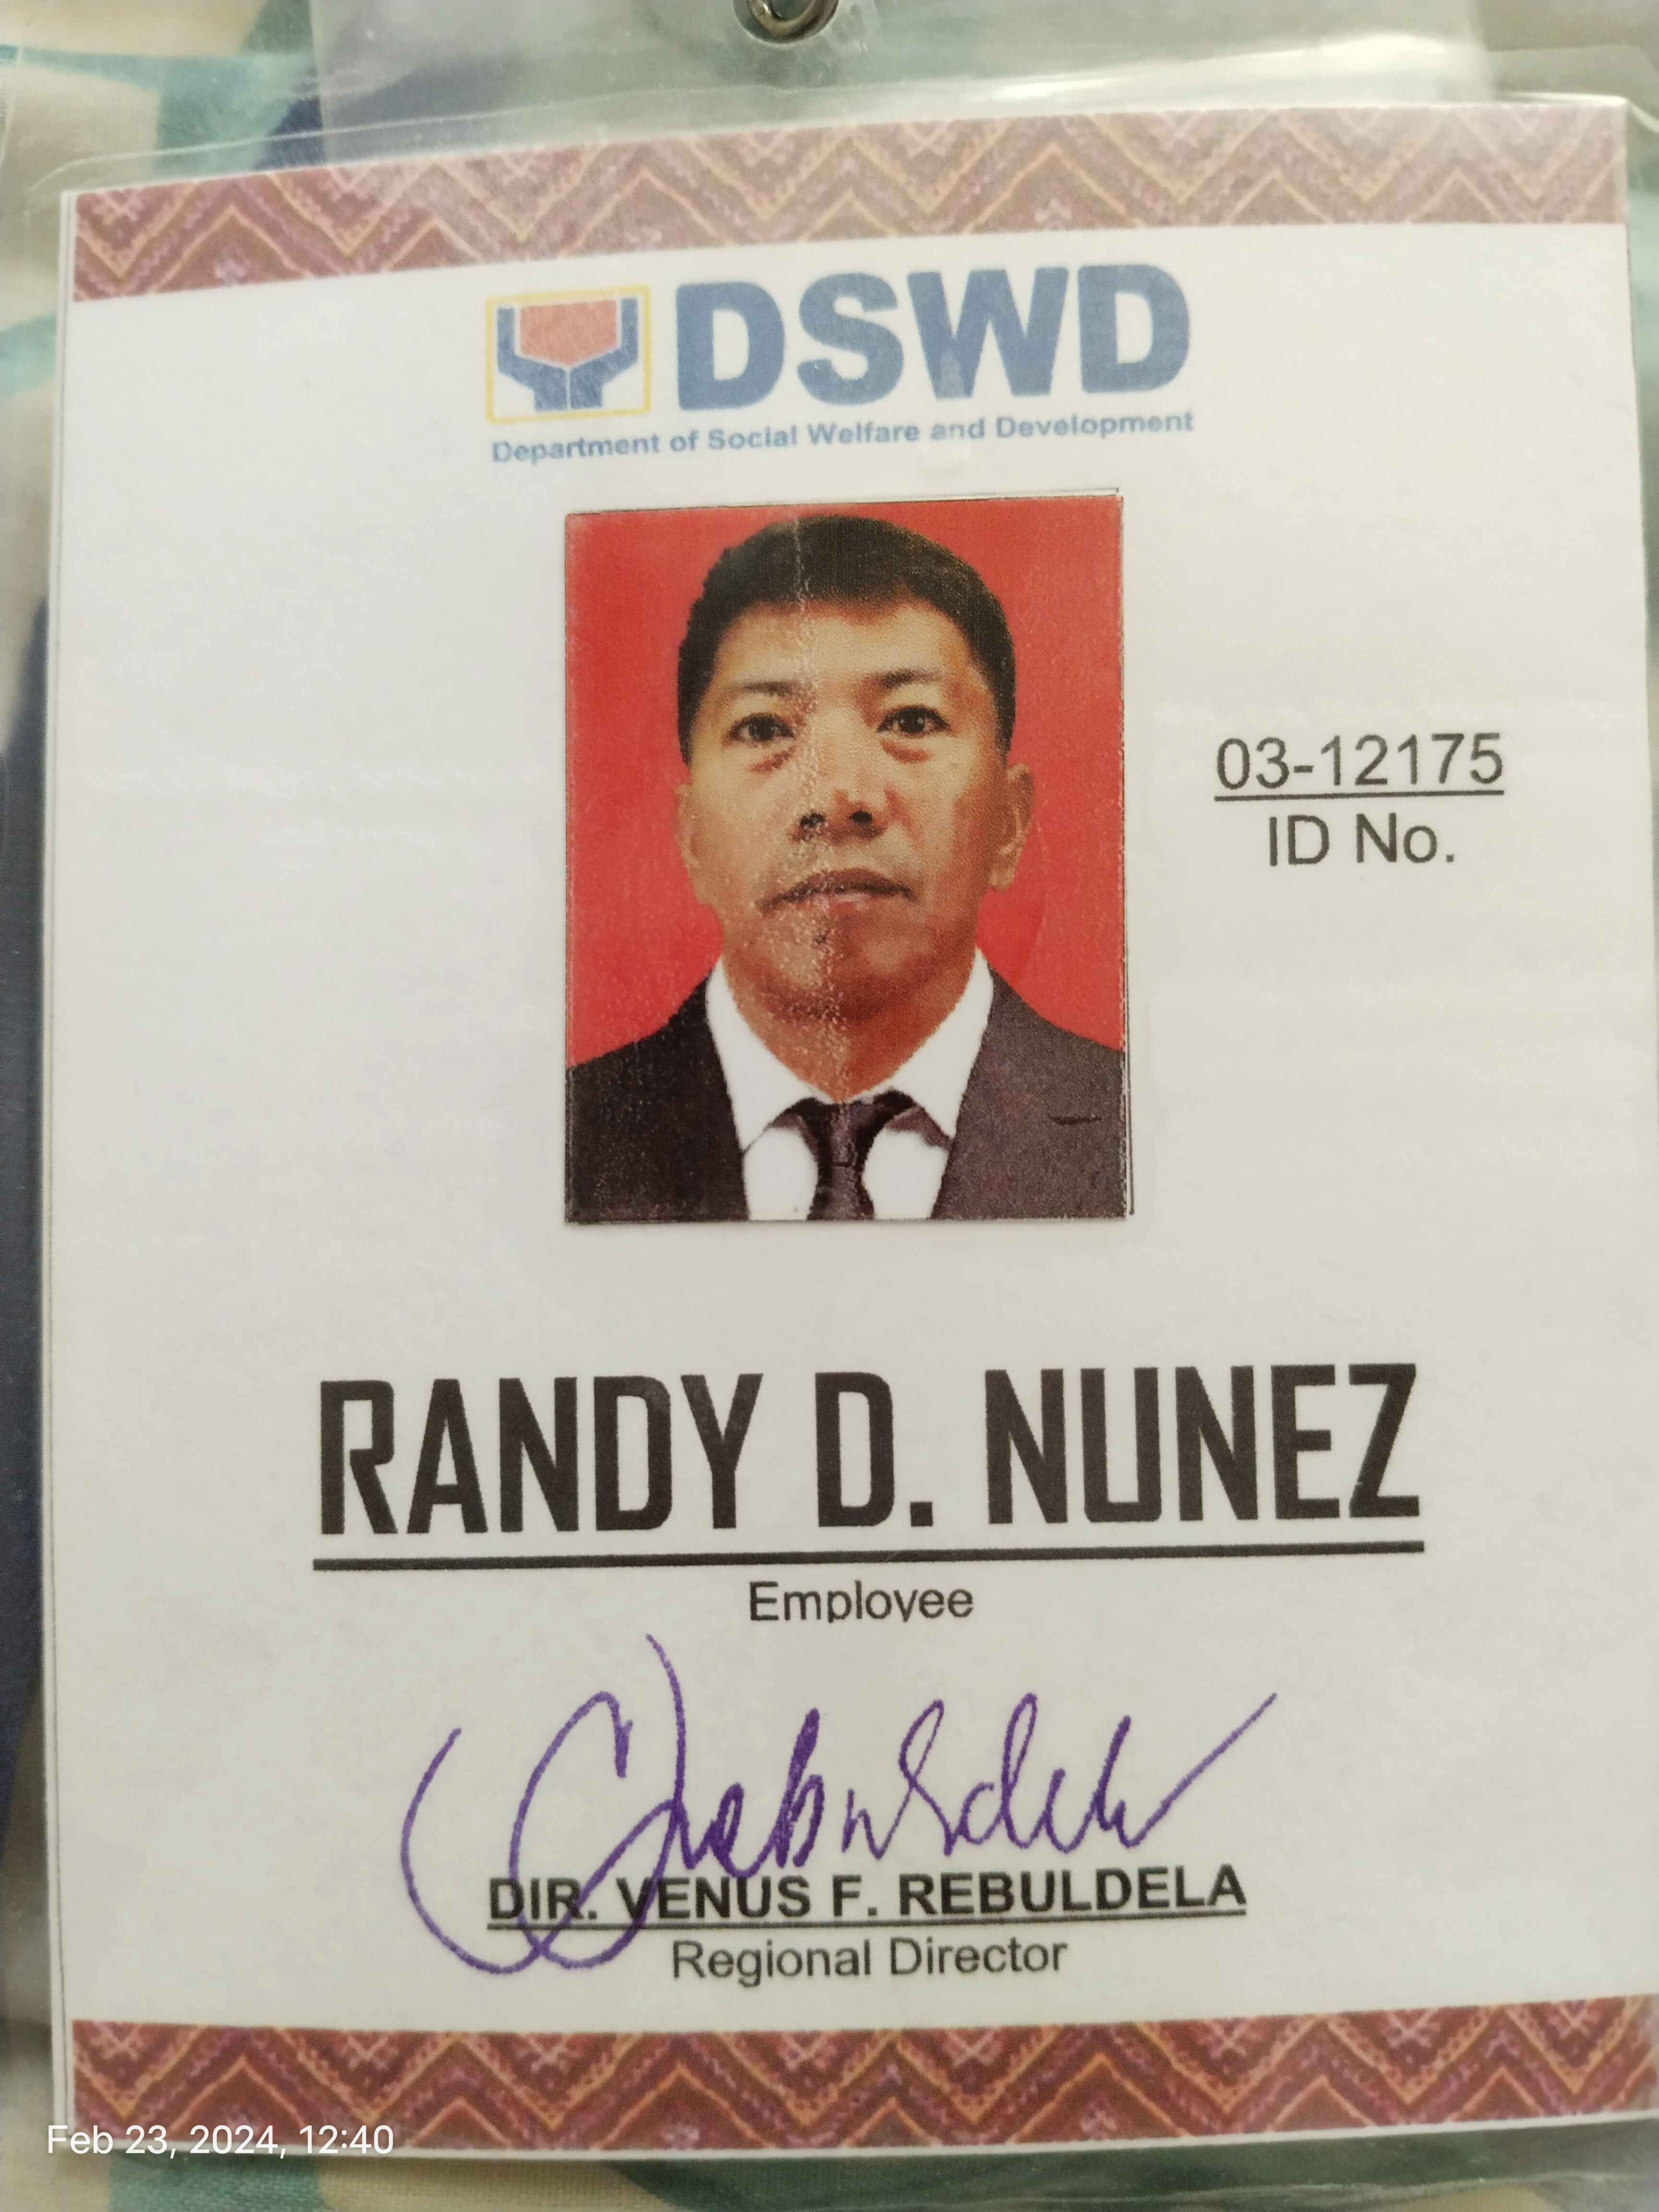 DSWD
Department of Social Welfare and Development
03-12175
ID No.
RANDY D. NUNEZ
Employee
DIR. VENUS F. REBULDELA
Regional Director
Feb 23, 2024, 12:40